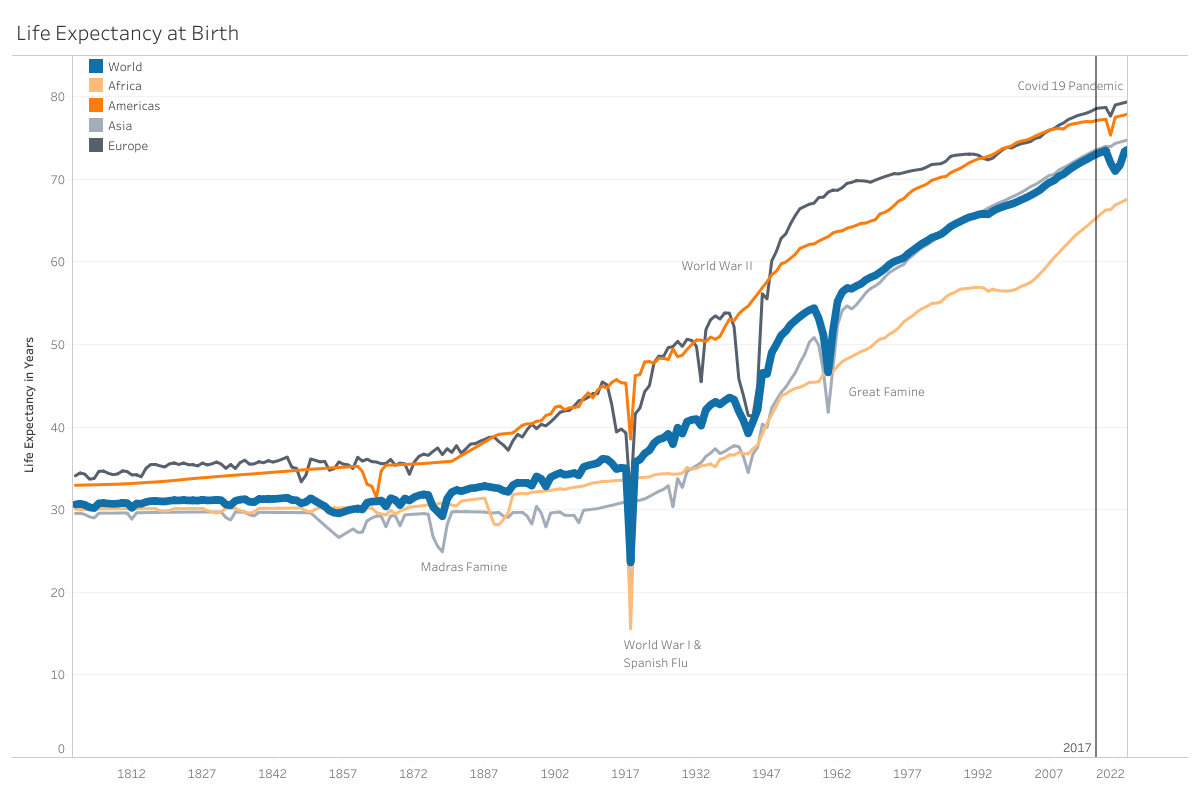 Life Expectancy at Birth
World
Africa
Americas
Asia
Europe
Covid 19 Pandemic
World War II
Great Famine
Madras Famine
World War I &
Spanish Flu
Life Expectancy in Years
80
70
60
50
40
30
20
10
0
2017
1812
1827
1842
1857
1872
1887
1902
1917
1932
1947
1962
1977
1992
2007
2022